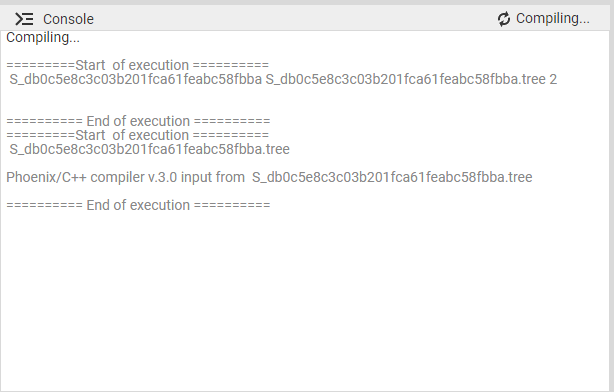 Console
Compiling...
Compiling...
=========Start  of execution ==========
S_db0c5e8c3c03b201fca61feabc58fbba S_db0c5e8c3c03b201fca61feabc58fbba.tree 2
========== End of execution ==========
=========Start  of execution ==========
S_db0c5e8c3c03b201fca61feabc58fbba.tree
Phoenix/C++ compiler v.3.0 input from  S_db0c5e8c3c03b201fca61feabc58fbba.tree
========== End of execution ==========